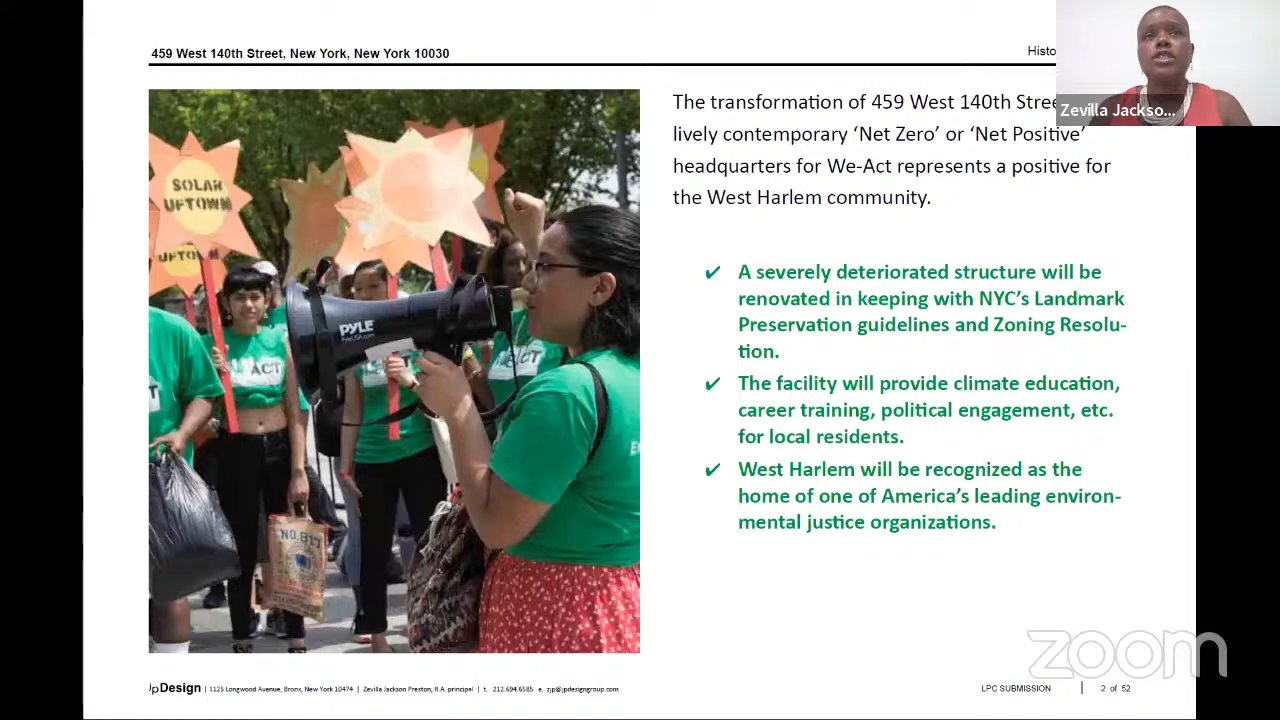 459 West 140th Street, New York, New York 10030
Histo
Zevilla Jackso...
The transformation of 459 West 140th Stree
lively contemporary ‘Net Zero’ or ‘Net Positive’
headquarters for We-Act represents a positive for
the West Harlem community.
✔ A severely deteriorated structure will be
renovated in keeping with NYC’s Landmark
Preservation guidelines and Zoning Resolu-
tion.
✔ The facility will provide climate education,
career training, political engagement, etc.
for local residents.
✔ West Harlem will be recognized as the
home of one of America’s leading environ-
mental justice organizations.
SOLAR
UPTOWN
UPTOWN
PYLE
ACT
NO. 817
zoom
JpDesign | 1125 Longwood Avenue, Bronx, New York 10474 | Zevilla Jackson Preston, R.A. principal | t. 212.694.6585 e. zjp@jpdesigngroup.com
LPC SUBMISSION | 2 of 52